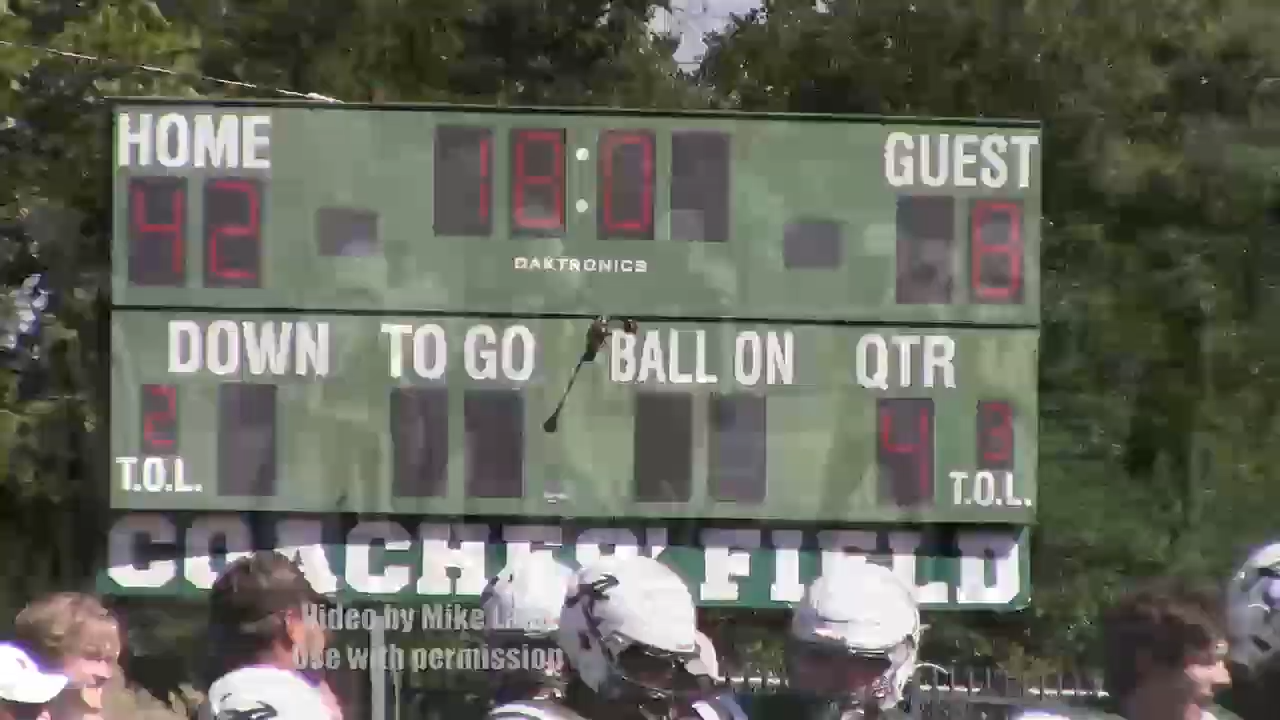 HOME 18:0 GUEST
42 8
DAKTRONICS
DOWN TO GO BALL ON QTR
2 4 3
T.O.L. T.O.L.
COACHES' FIELD
Video by Mike
Use with permission